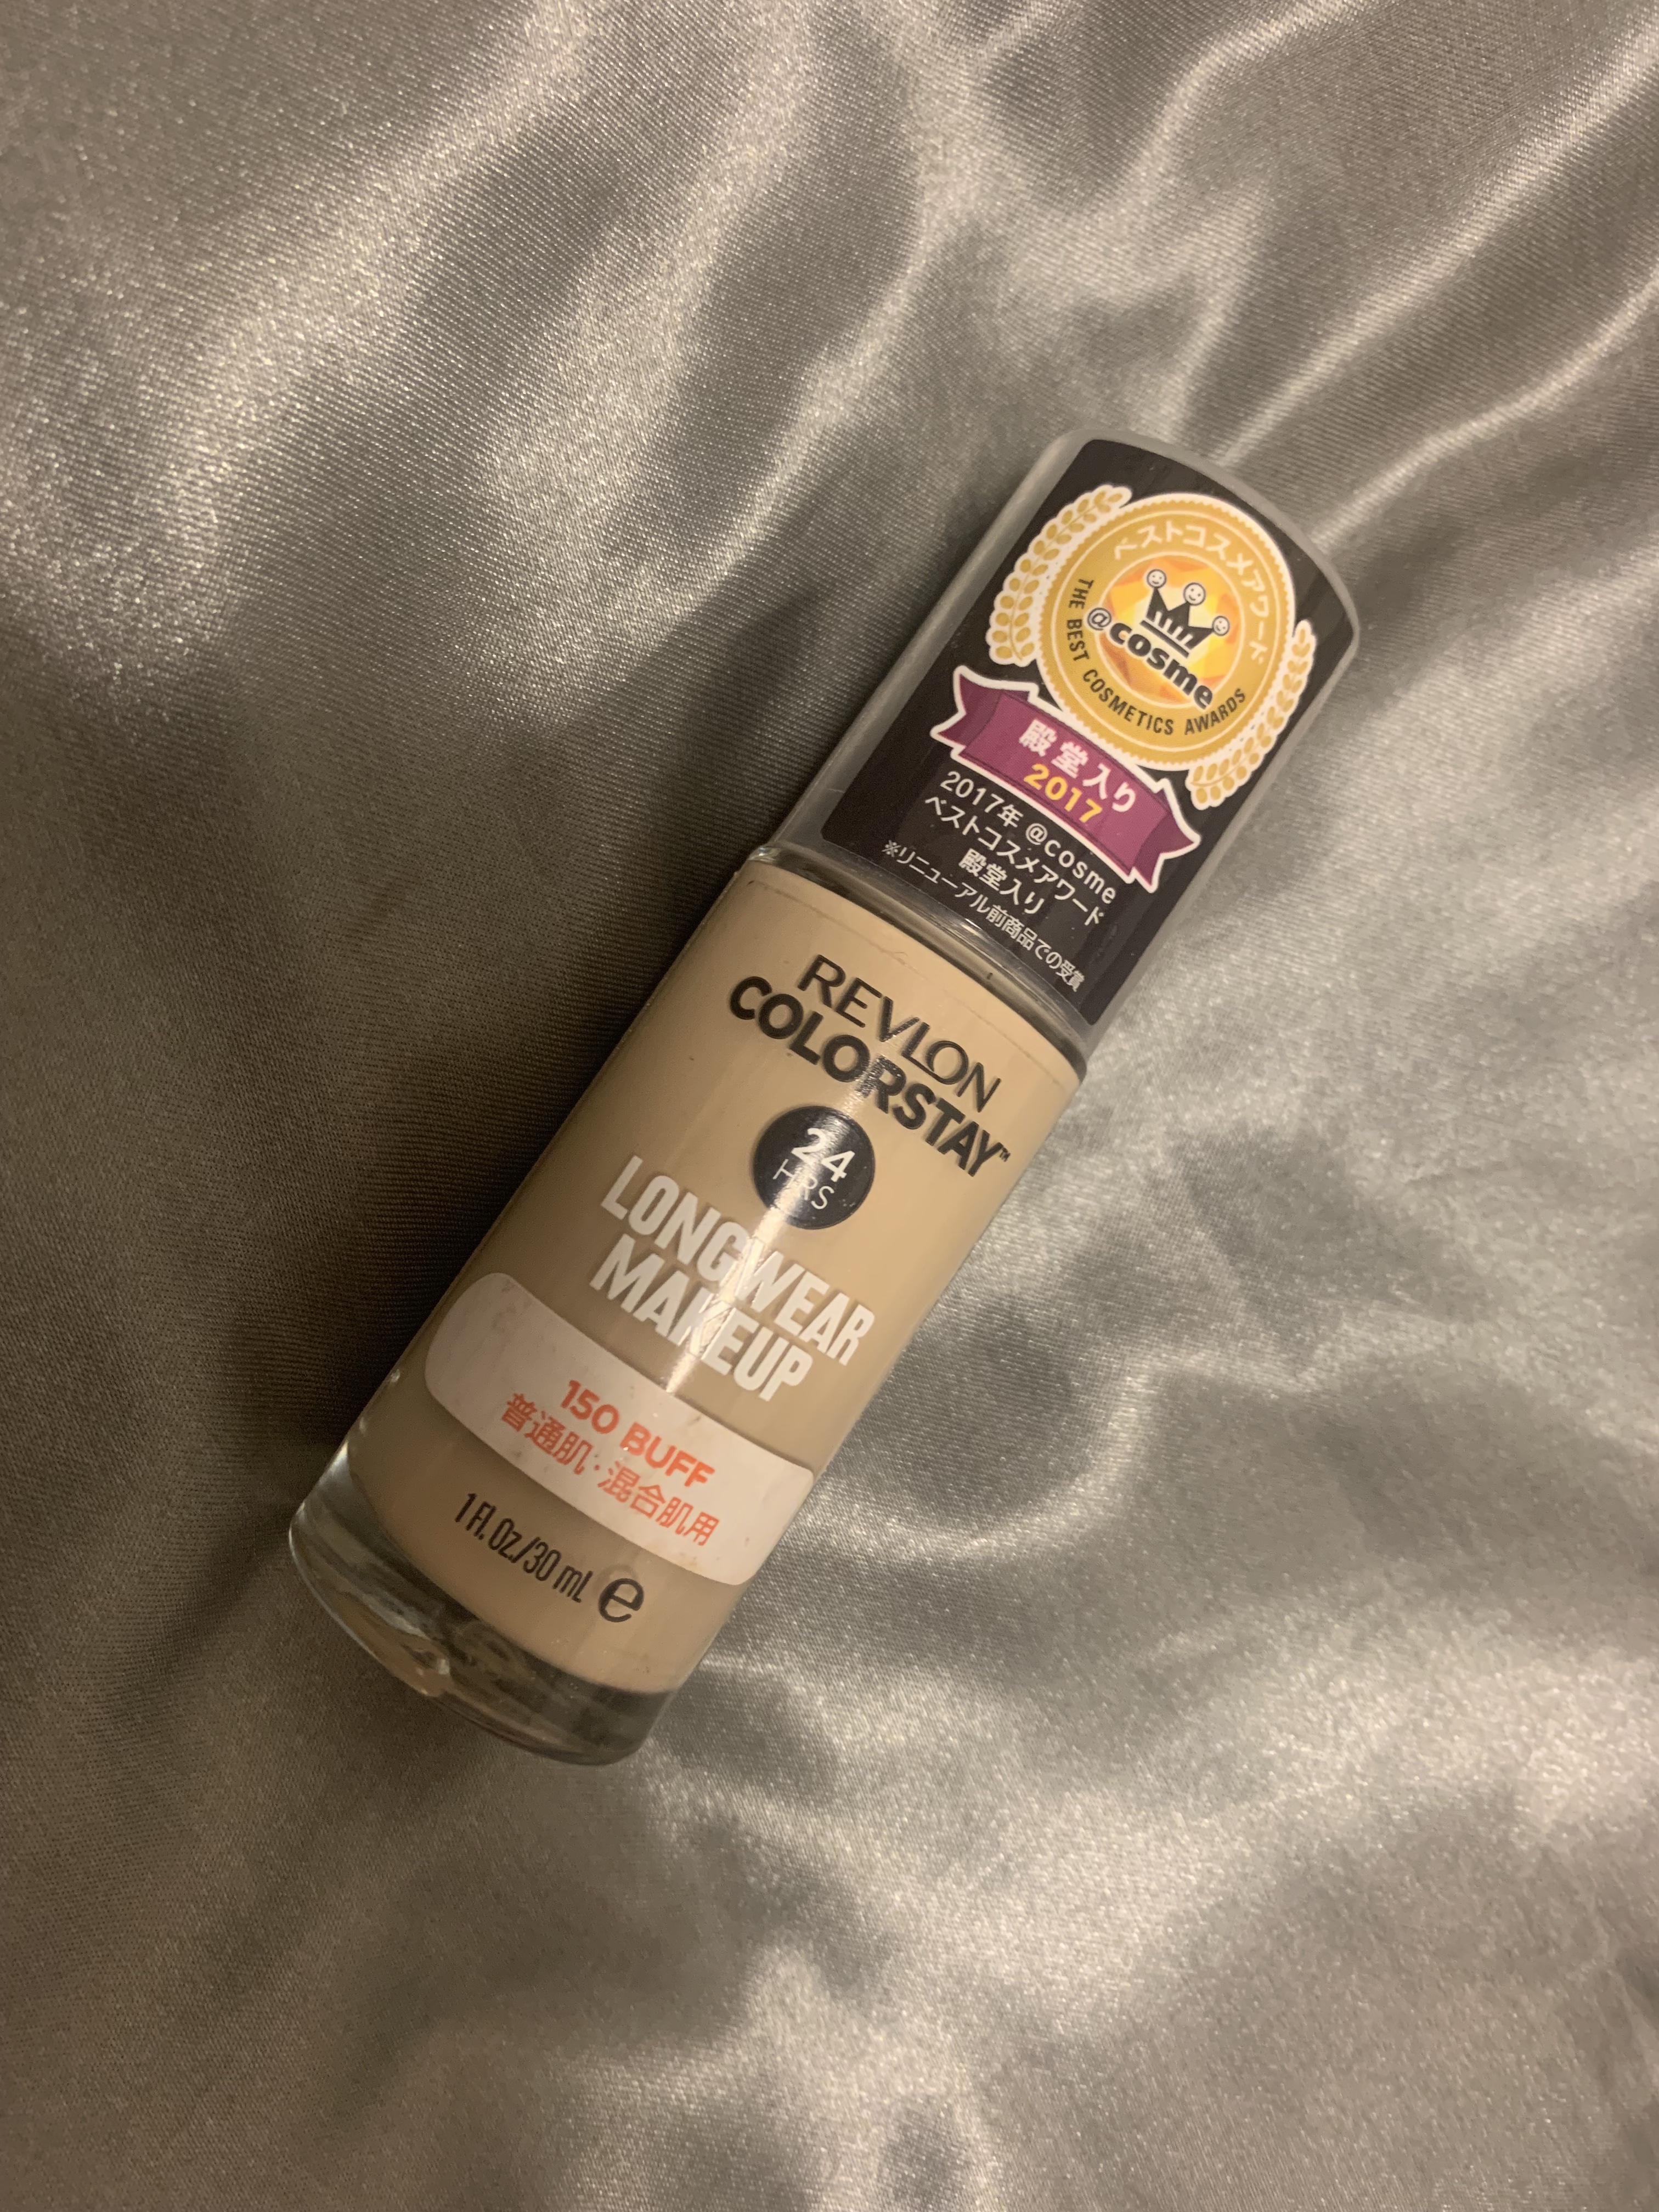 ベストコスメアワード
@cosme
THE BEST COSMETICS AWARDS
殿堂入り
2017
2017年 @cosme
ベストコスメアワード
殿堂入り
※リニューアル前商品での受賞
REVLON
COLORSTAY™
24
HRS
LONGWEAR
MAKEUP
150 BUFF
普通肌・混合肌用
1 Fl. Oz./30 mL ℮